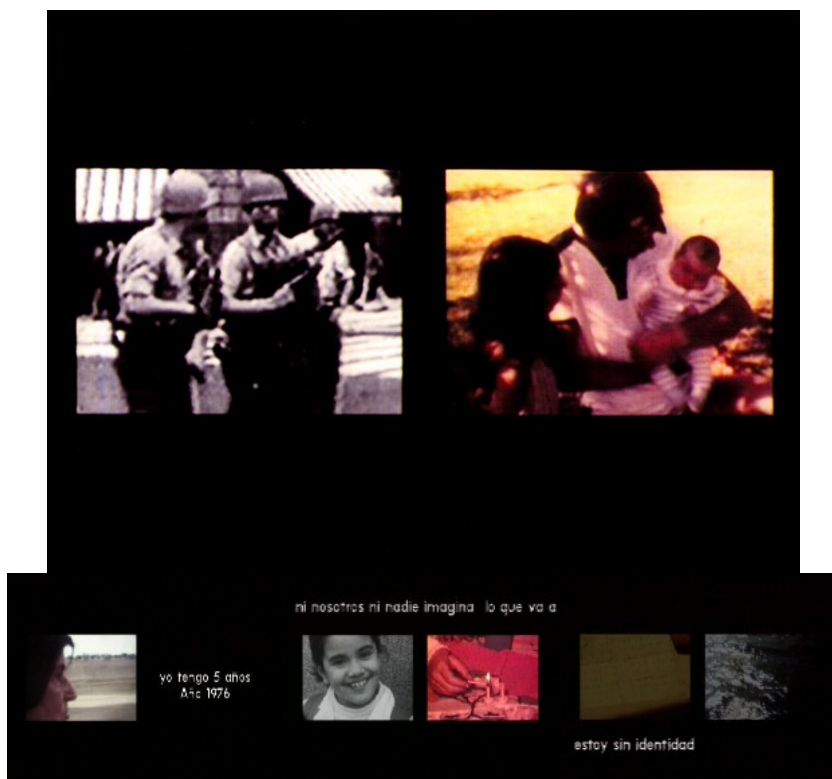 ni nosotros ni nadie imagina lo que va a
yo tengo 5 años
Año 1976
estoy sin identidad